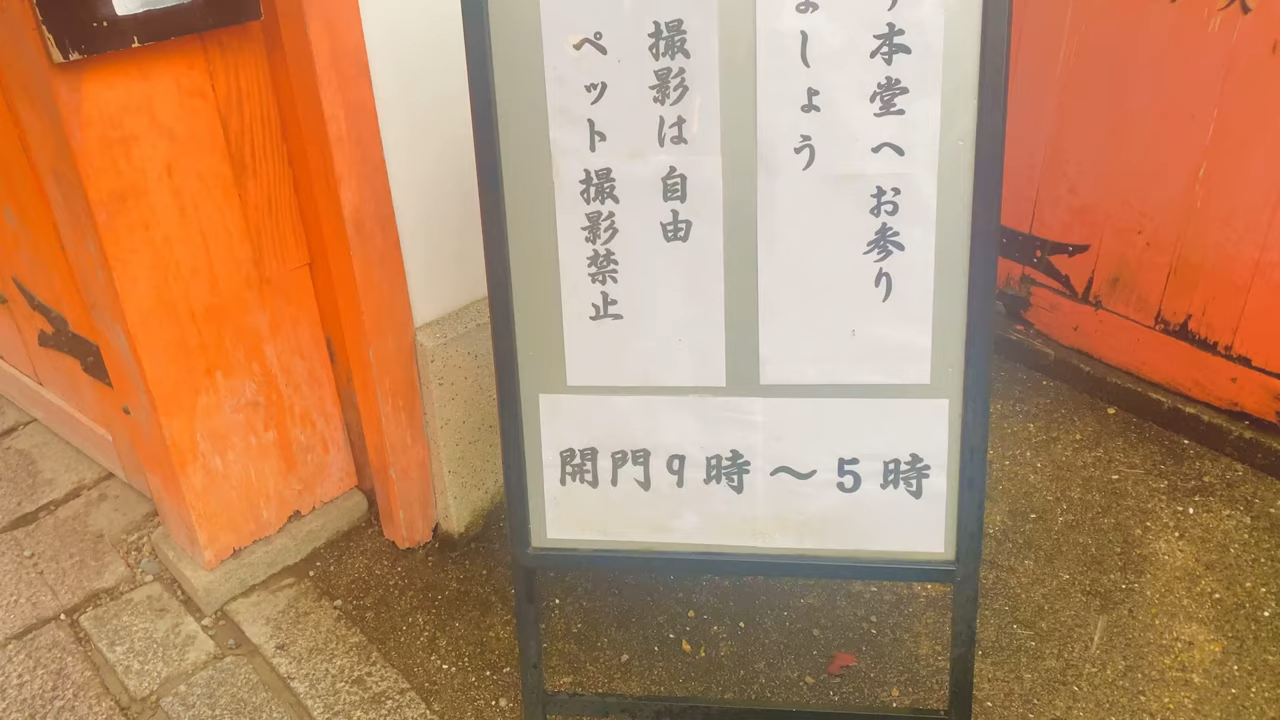 本堂へお参り
ましょう
撮影は自由
ペット撮影禁止
開門9時〜5時